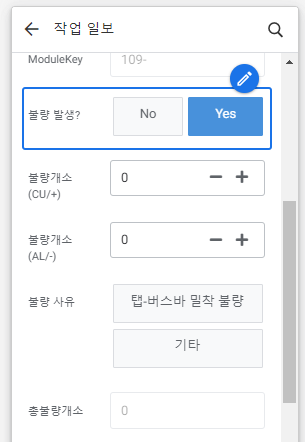 작업 일보
ModuleKey
109-
불량 발생?
No
Yes
불량개소
(CU/+)
0
불량개소
(AL/-)
0
불량 사유
탭-버스바 밀착 불량
기타
총불량개소
0